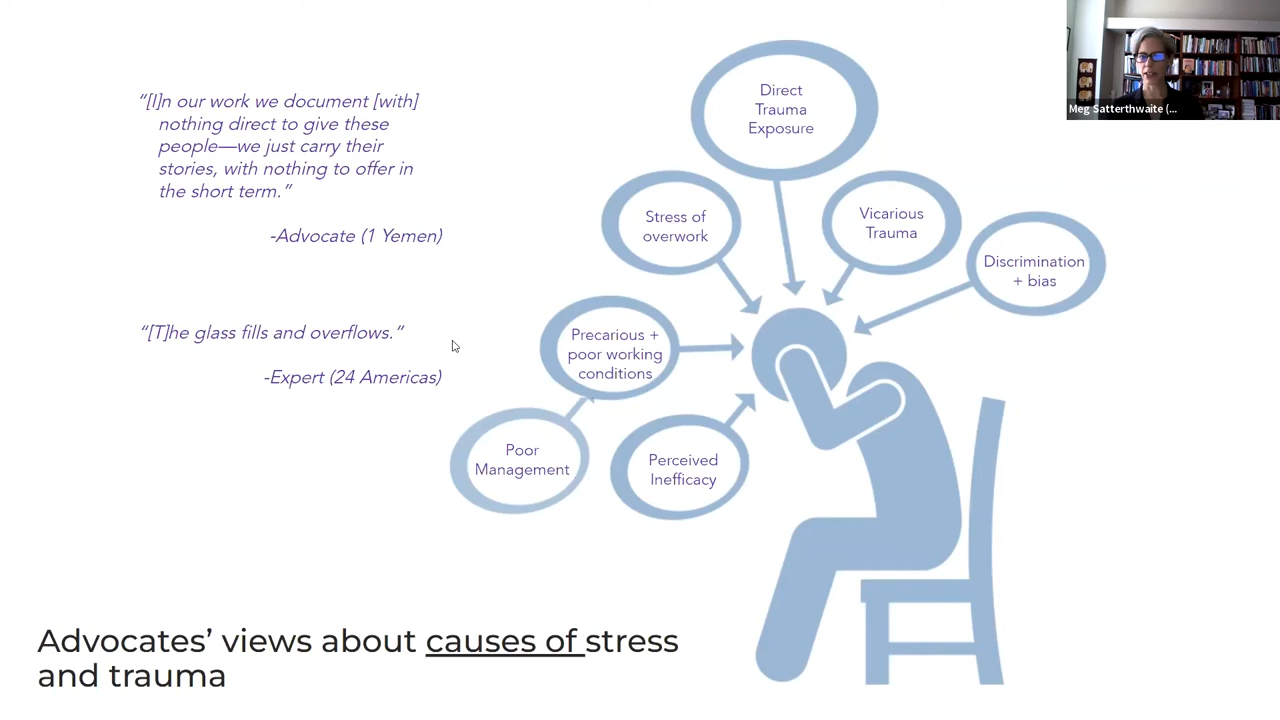 “[I]n our work we document [with]
nothing direct to give these
people—we just carry their
stories, with nothing to offer in
the short term.”
-Advocate (1 Yemen)
“[T]he glass fills and overflows.“
-Expert (24 Americas)
Direct
Trauma
Exposure
Stress of
overwork
Vicarious
Trauma
Discrimination
+ bias
Precarious +
poor working
conditions
Poor
Management
Perceived
Inefficacy
Advocates’ views about causes of stress
and trauma
Meg Satterthwaite (...